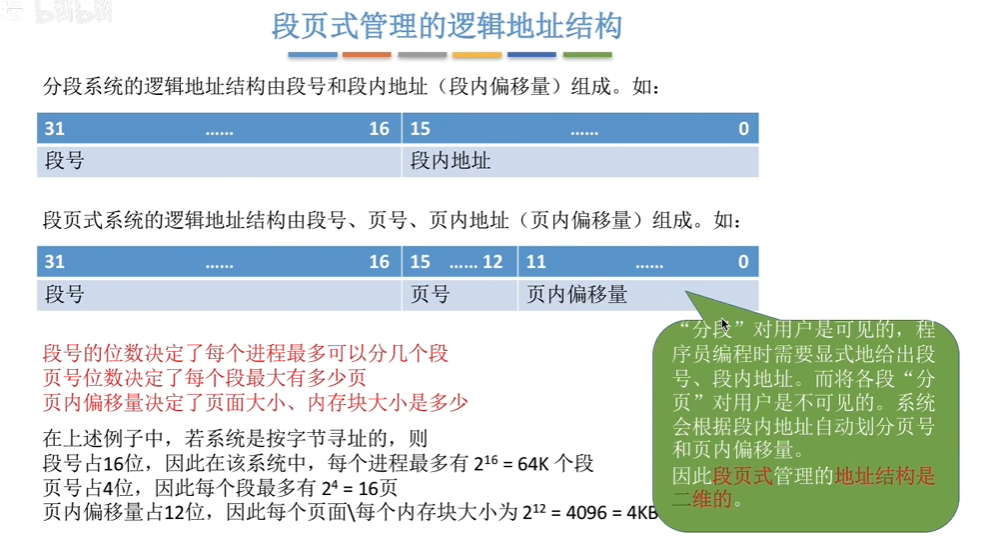 bilibili
段页式管理的逻辑地址结构
分段系统的逻辑地址结构由段号和段内地址（段内偏移量）组成。如：
31 …… 16 15 …… 0
段号 段内地址
段页式系统的逻辑地址结构由段号、页号、页内地址（页内偏移量）组成。如：
31 …… 16 15 …… 12 11 …… 0
段号 页号 页内偏移量
段号的位数决定了每个进程最多可以分几个段
页号位数决定了每个段最大有多少页
页内偏移量决定了页面大小、内存块大小是多少
在上述例子中，若系统是按字节寻址的，则
段号占16位，因此在该系统中，每个进程最多有 2¹⁶ = 64K 个段
页号占4位，因此每个段最多有 2⁴ = 16页
页内偏移量占12位，因此每个页面\每个内存块大小为 2¹² = 4096 = 4KB
“分段”对用户是可见的，程
序员编程时需要显式地给出段
号、段内地址。而将各段“分
页”对用户是不可见的。系统
会根据段内地址自动划分页号
和页内偏移量。
因此段页式管理的地址结构是
二维的。